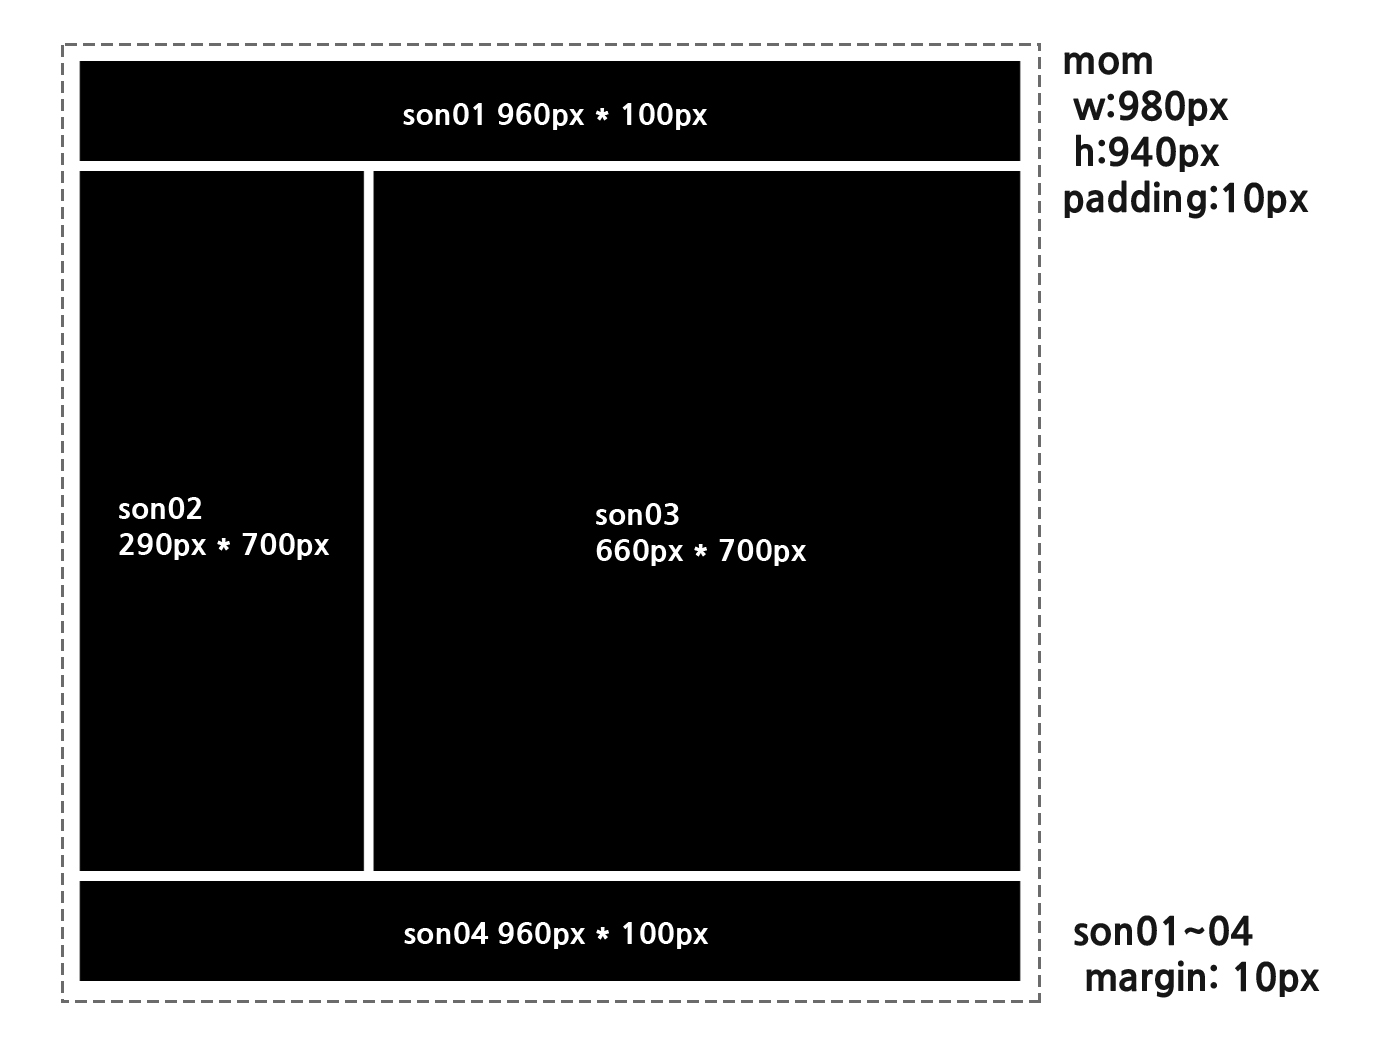 mom
w:980px
h:940px
padding:10px
son01 960px * 100px
son02
290px * 700px
son03
660px * 700px
son04 960px * 100px
son01~04
margin: 10px